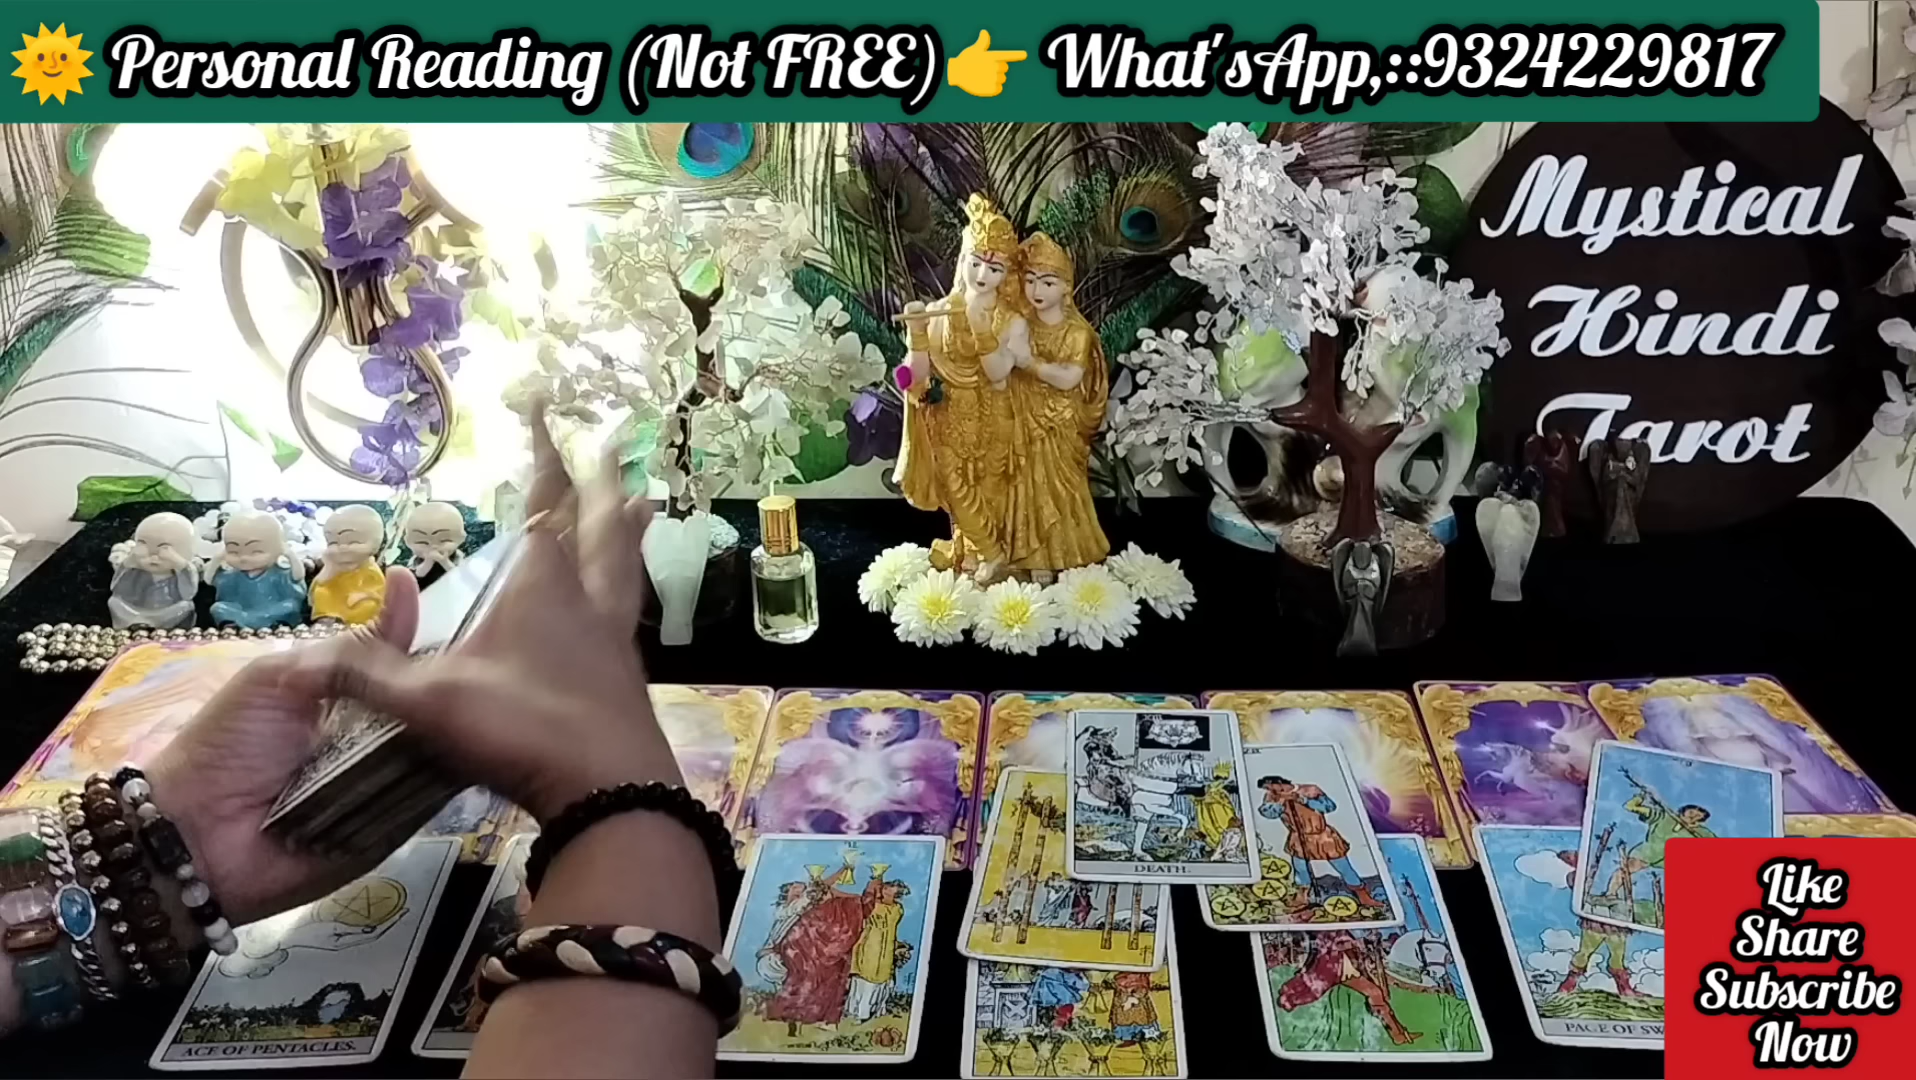 Personal Reading (Not FREE) What'sApp,::9324229817
Mystical
Hindi
Tarot
XIII
DEATH.
ACE OF PENTACLES.
PAGE OF SW
Like
Share
Subscribe
Now